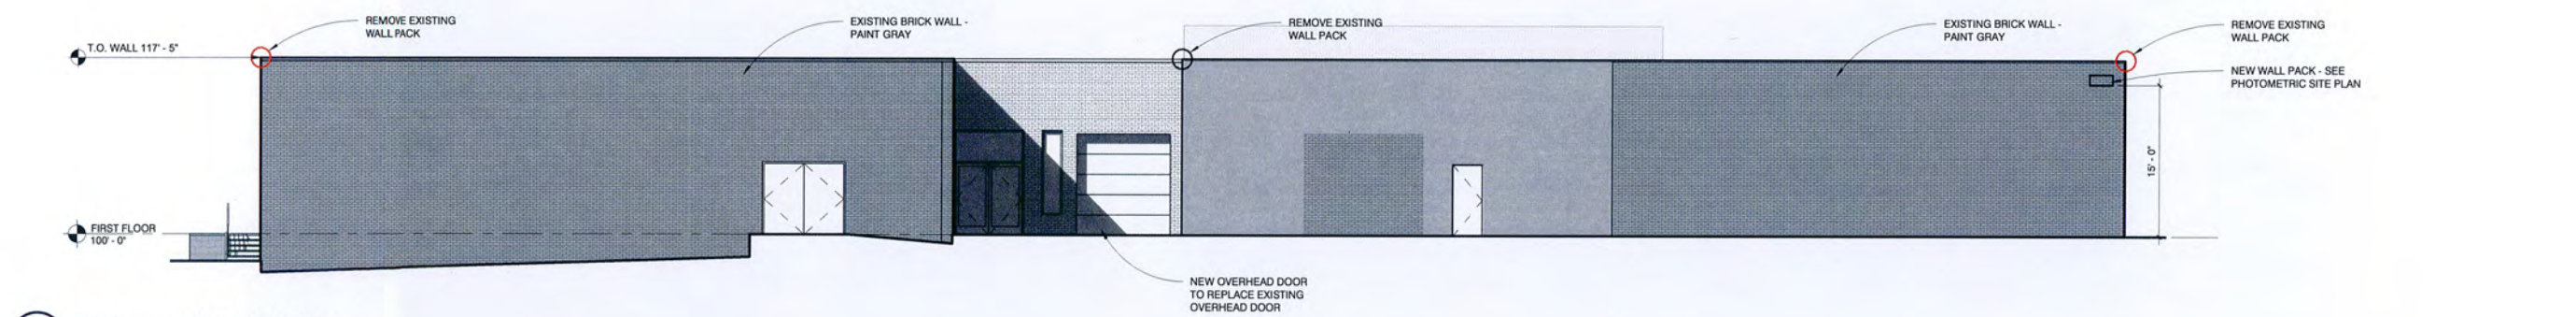 REMOVE EXISTING
WALL PACK
EXISTING BRICK WALL -
PAINT GRAY
REMOVE EXISTING
WALL PACK
EXISTING BRICK WALL -
PAINT GRAY
REMOVE EXISTING
WALL PACK
T.O. WALL 117' - 5"
NEW WALL PACK - SEE
PHOTOMETRIC SITE PLAN
15' - 0"
FIRST FLOOR
100' - 0"
NEW OVERHEAD DOOR
TO REPLACE EXISTING
OVERHEAD DOOR